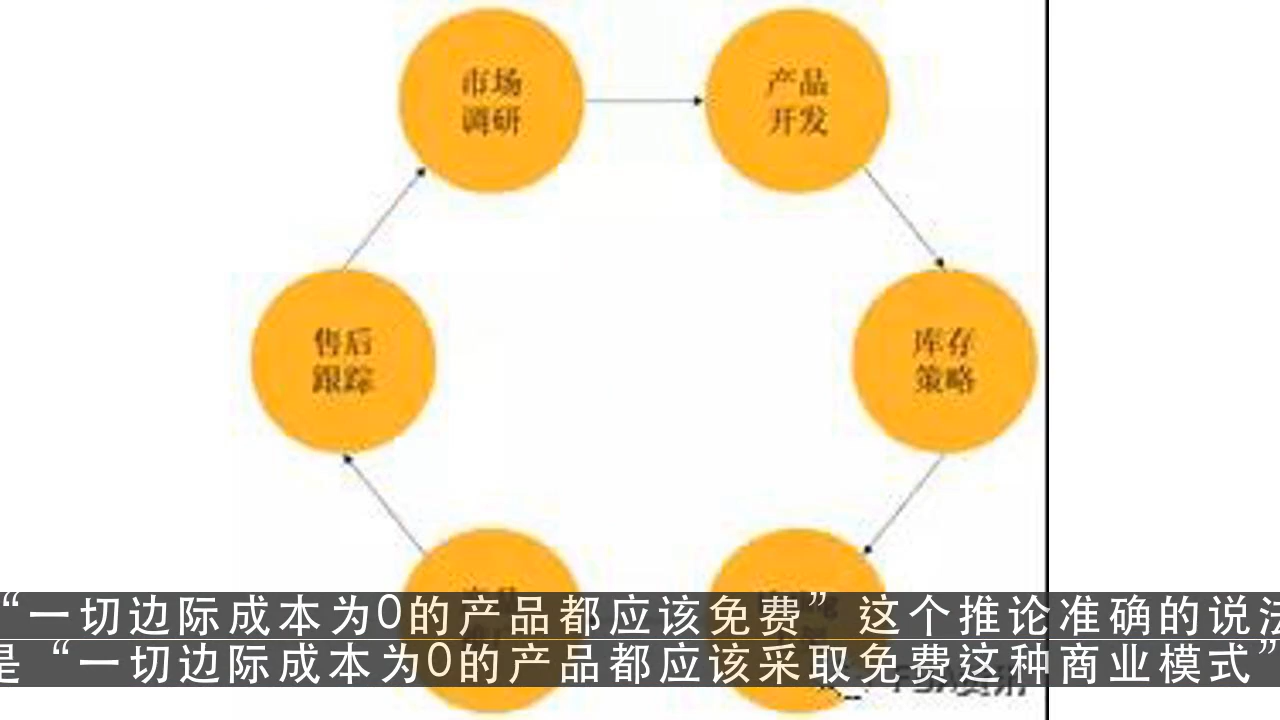 市场
调研
产品
开发
售后
跟踪
库存
策略
“一切边际成本为0的产品都应该免费” 这个推论准确的说法
是“一切边际成本为0的产品都应该采取免费这种商业模式”